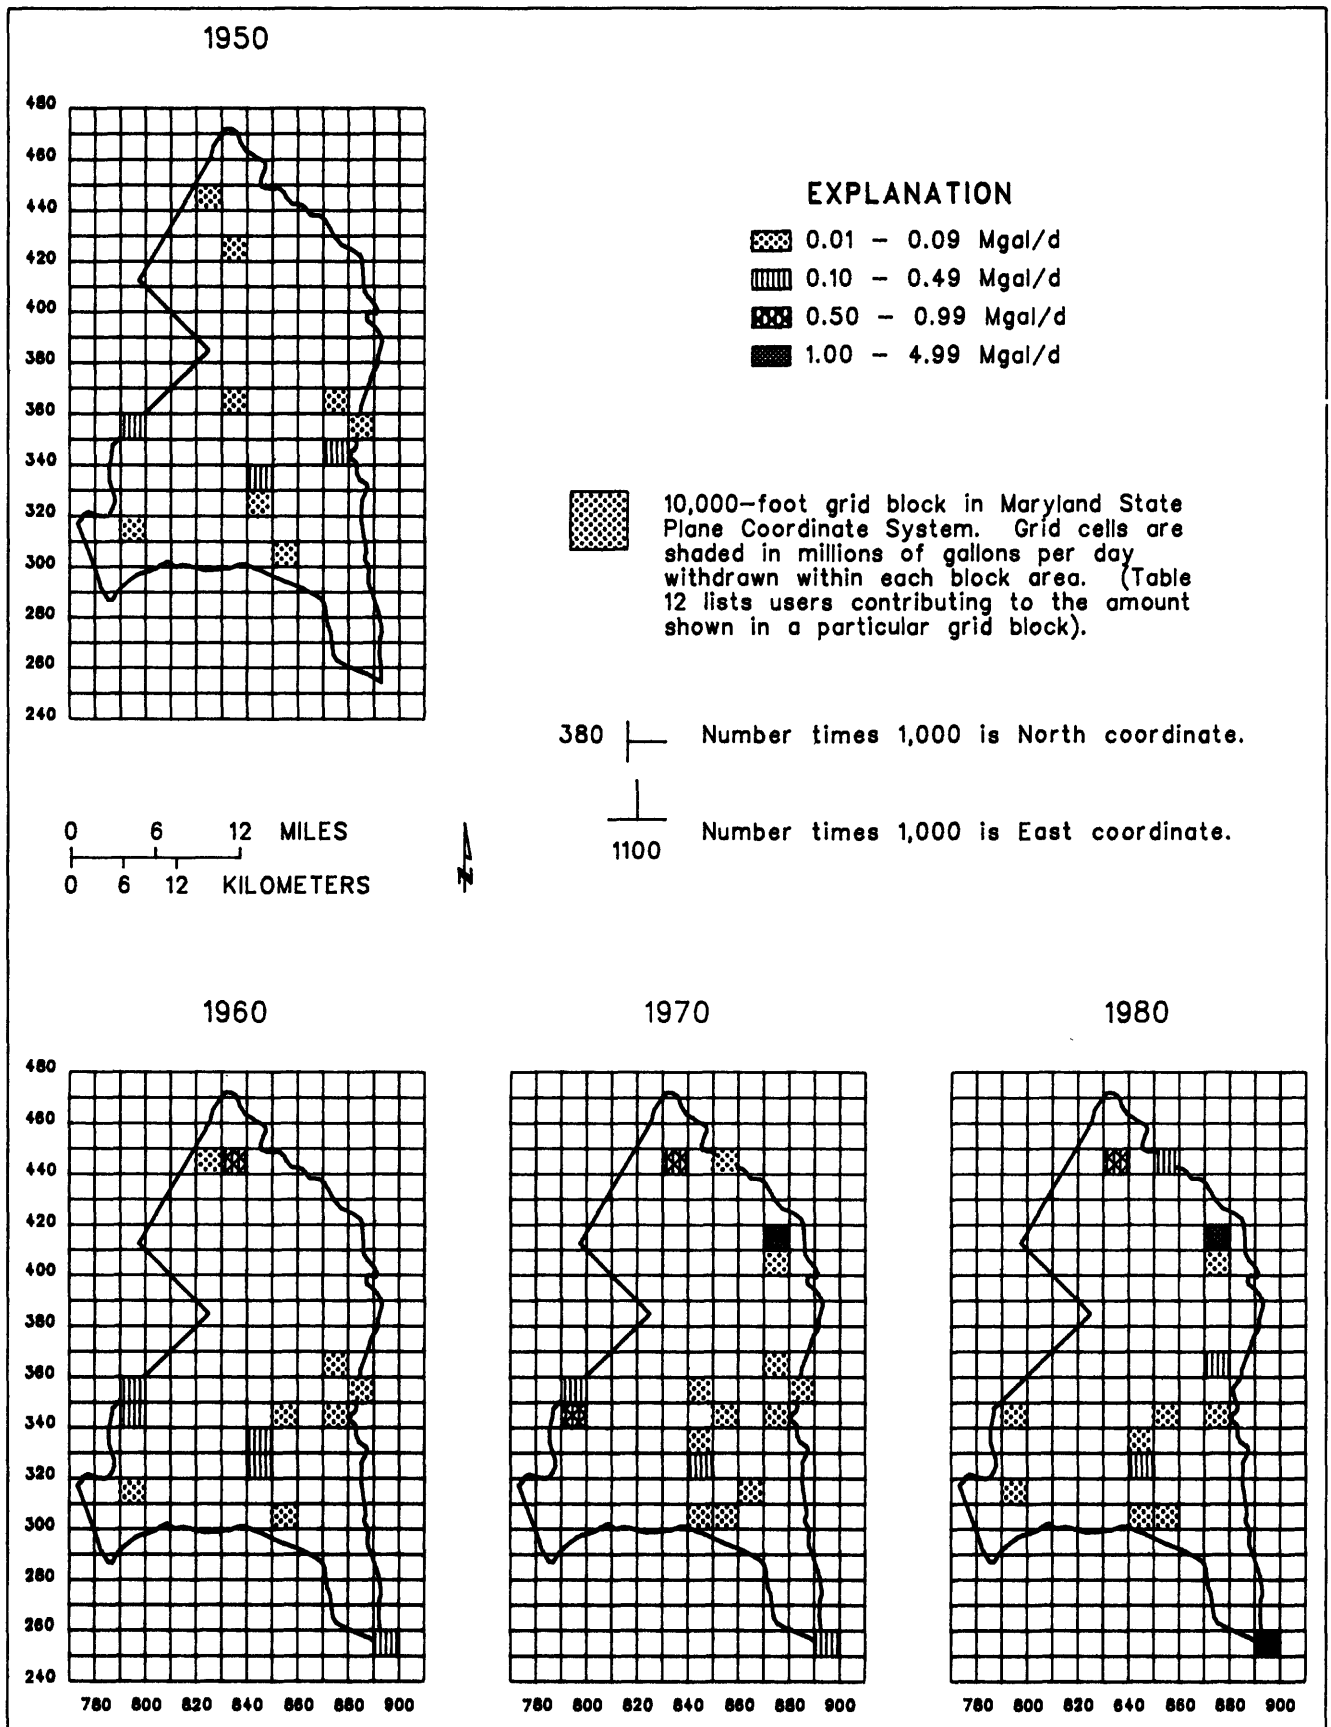 1950
480
460
440
420
400
380
360
340
320
300
280
260
240
EXPLANATION
0.01 – 0.09 Mgal/d
0.10 – 0.49 Mgal/d
0.50 – 0.99 Mgal/d
1.00 – 4.99 Mgal/d
10,000–foot grid block in Maryland State
Plane Coordinate System. Grid cells are
shaded in millions of gallons per day
withdrawn within each block area. (Table
12 lists users contributing to the amount
shown in a particular grid block).
380 Number times 1,000 is North coordinate.
1100 Number times 1,000 is East coordinate.
0 6 12 MILES
0 6 12 KILOMETERS
N
1960 1970 1980
480
460
440
420
400
380
360
340
320
300
280
260
240
780 800 820 840 860 880 900 780 800 820 840 860 880 900 780 800 820 840 860 880 900